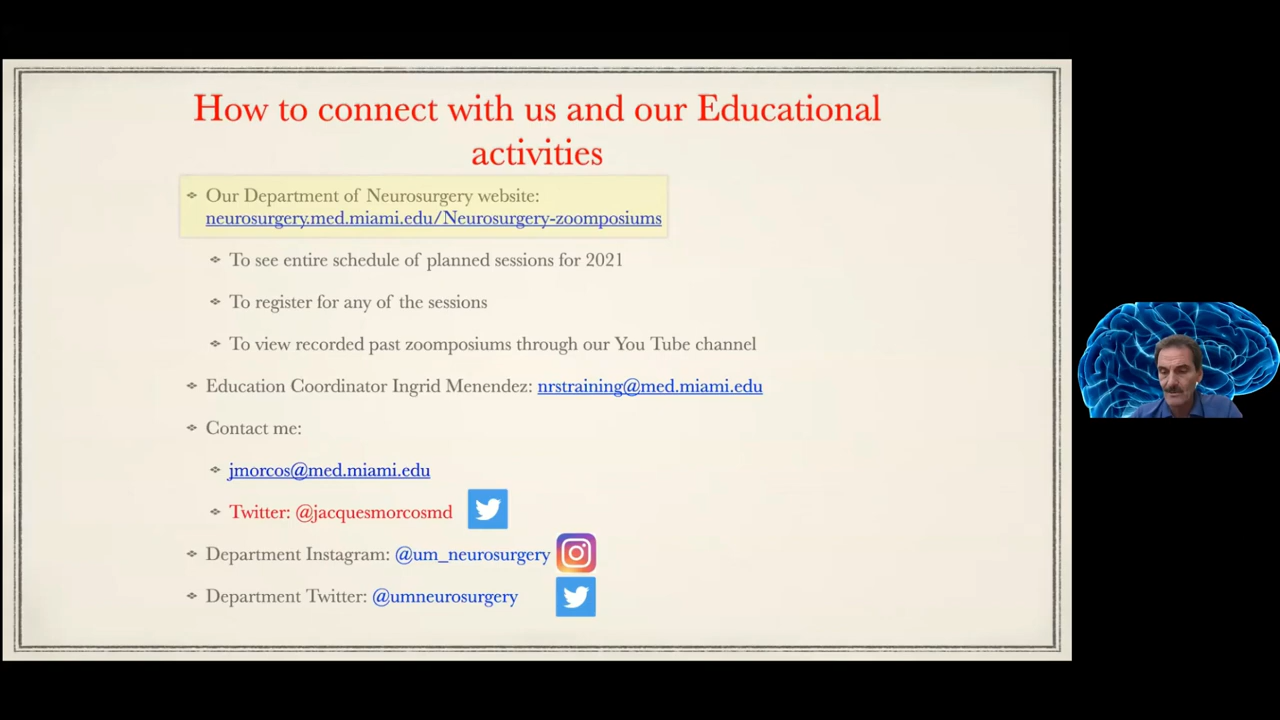 How to connect with us and our Educational
activities
Our Department of Neurosurgery website:
neurosurgery.med.miami.edu/Neurosurgery-zoomposiums
To see entire schedule of planned sessions for 2021
To register for any of the sessions
To view recorded past zoomposiums through our You Tube channel
Education Coordinator Ingrid Menendez: nrstraining@med.miami.edu
Contact me:
jmorcos@med.miami.edu
Twitter: @jacquesmorcosmd
Department Instagram: @um_neurosurgery
Department Twitter: @umneurosurgery